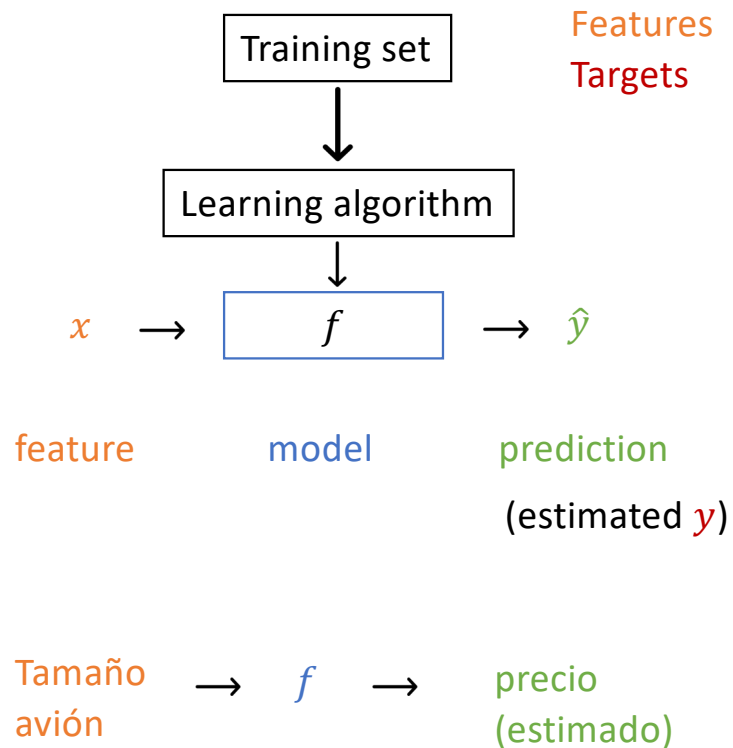 Training set
Features
Targets
Learning algorithm
x → f → ŷ
feature model prediction
(estimated y)
Tamaño avión → f → precio (estimado)